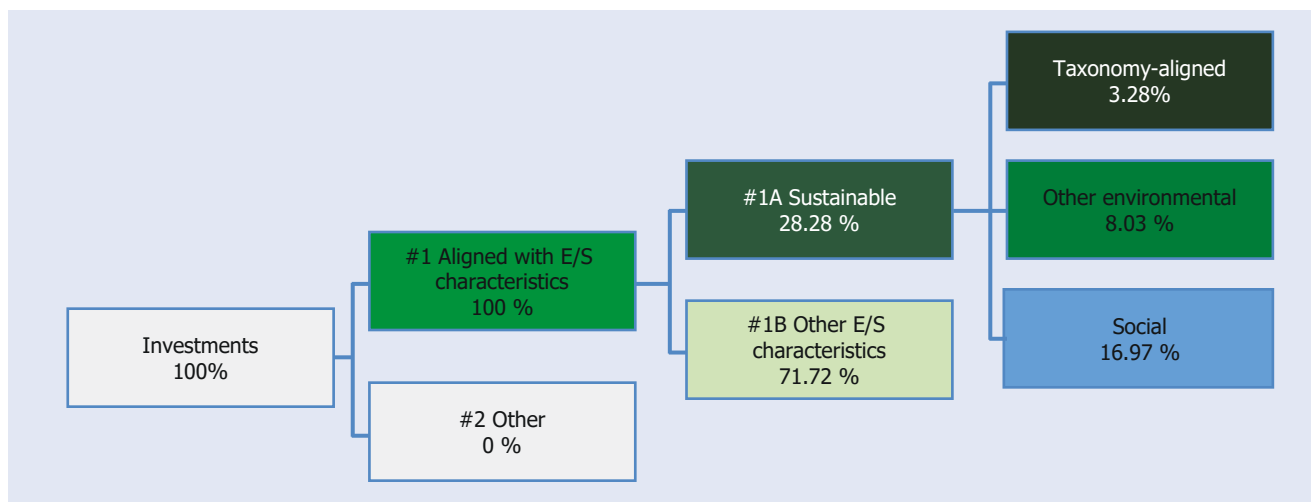 Investments
100%
#1 Aligned with E/S
characteristics
100 %
#2 Other
0 %
#1A Sustainable
28.28 %
#1B Other E/S
characteristics
71.72 %
Taxonomy-aligned
3.28%
Other environmental
8.03 %
Social
16.97 %